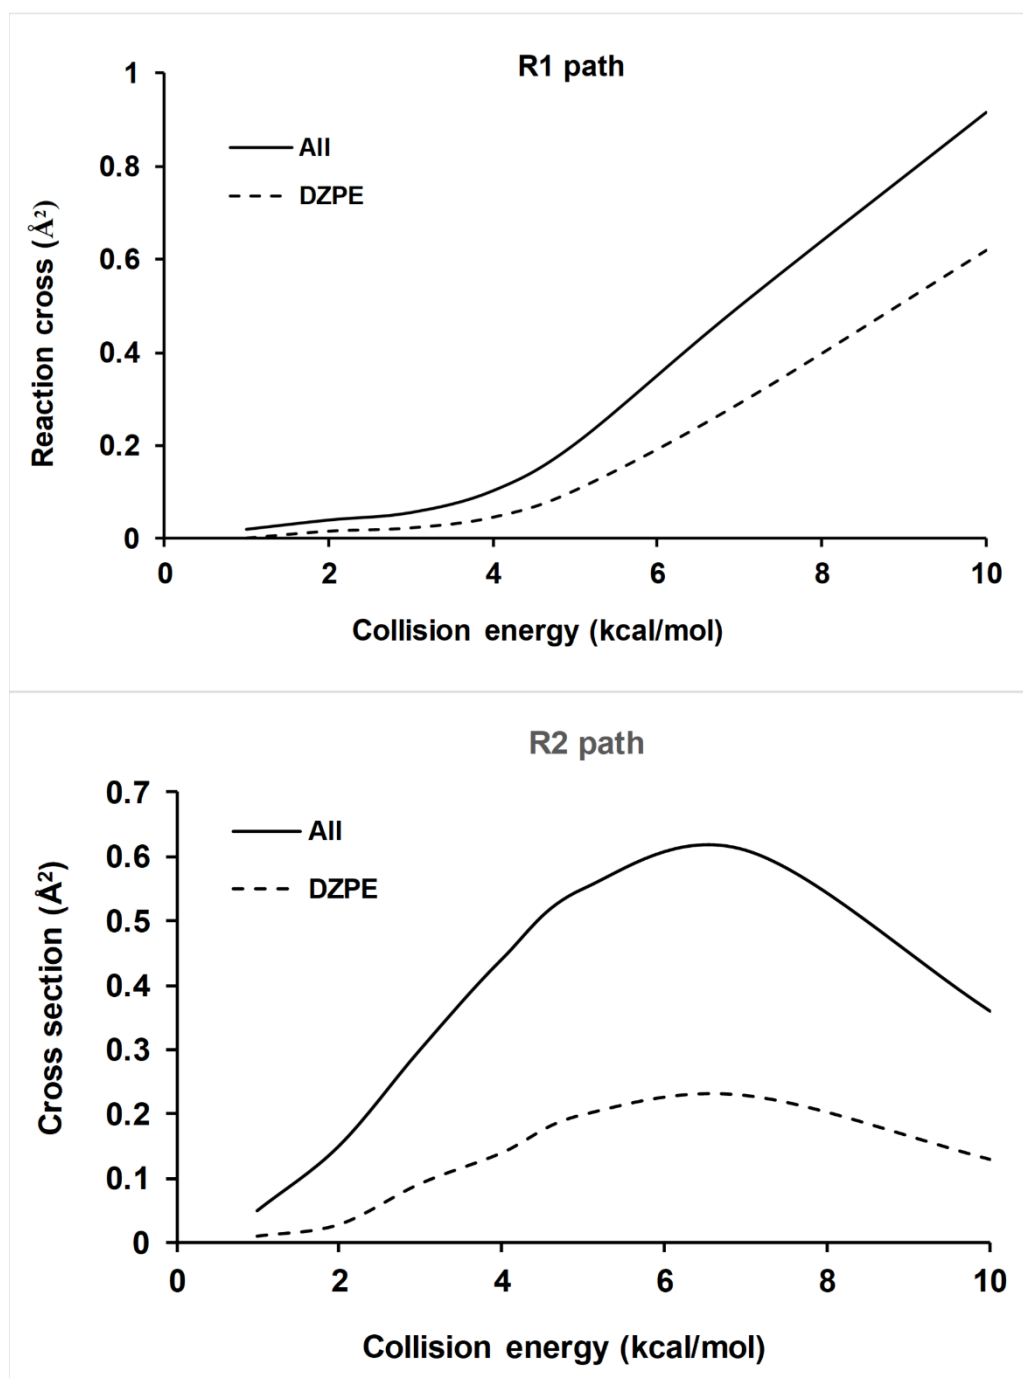 R1 path
1
All
0.8
DZPE
0.6
0.4
0.2
0
Reaction cross (Å²)
0 2 4 6 8 10
Collision energy (kcal/mol)
R2 path
0.7
All
0.6
DZPE
0.5
0.4
0.3
0.2
0.1
0
Cross section (Å²)
0 2 4 6 8 10
Collision energy (kcal/mol)